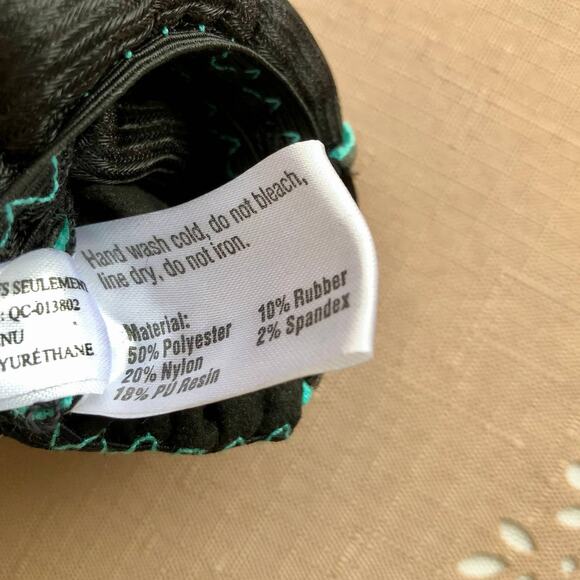 Hand wash cold, do not bleach,
line dry, do not iron.
Material:
50% Polyester
20% Nylon
18% PU Resin
10% Rubber
2% Spandex
SEULEMENT
: QC-013802
NU
YURÉTHANE